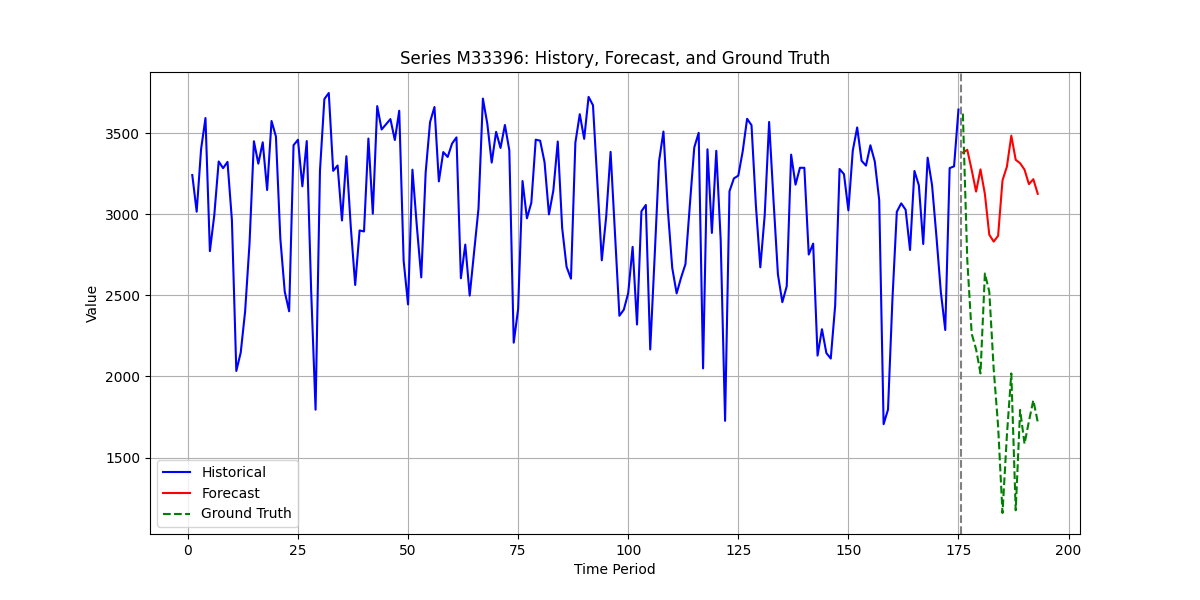 Series M33396: History, Forecast, and Ground Truth
Value
3500
3000
2500
2000
1500
Historical
Forecast
Ground Truth
0 25 50 75 100 125 150 175 200
Time Period